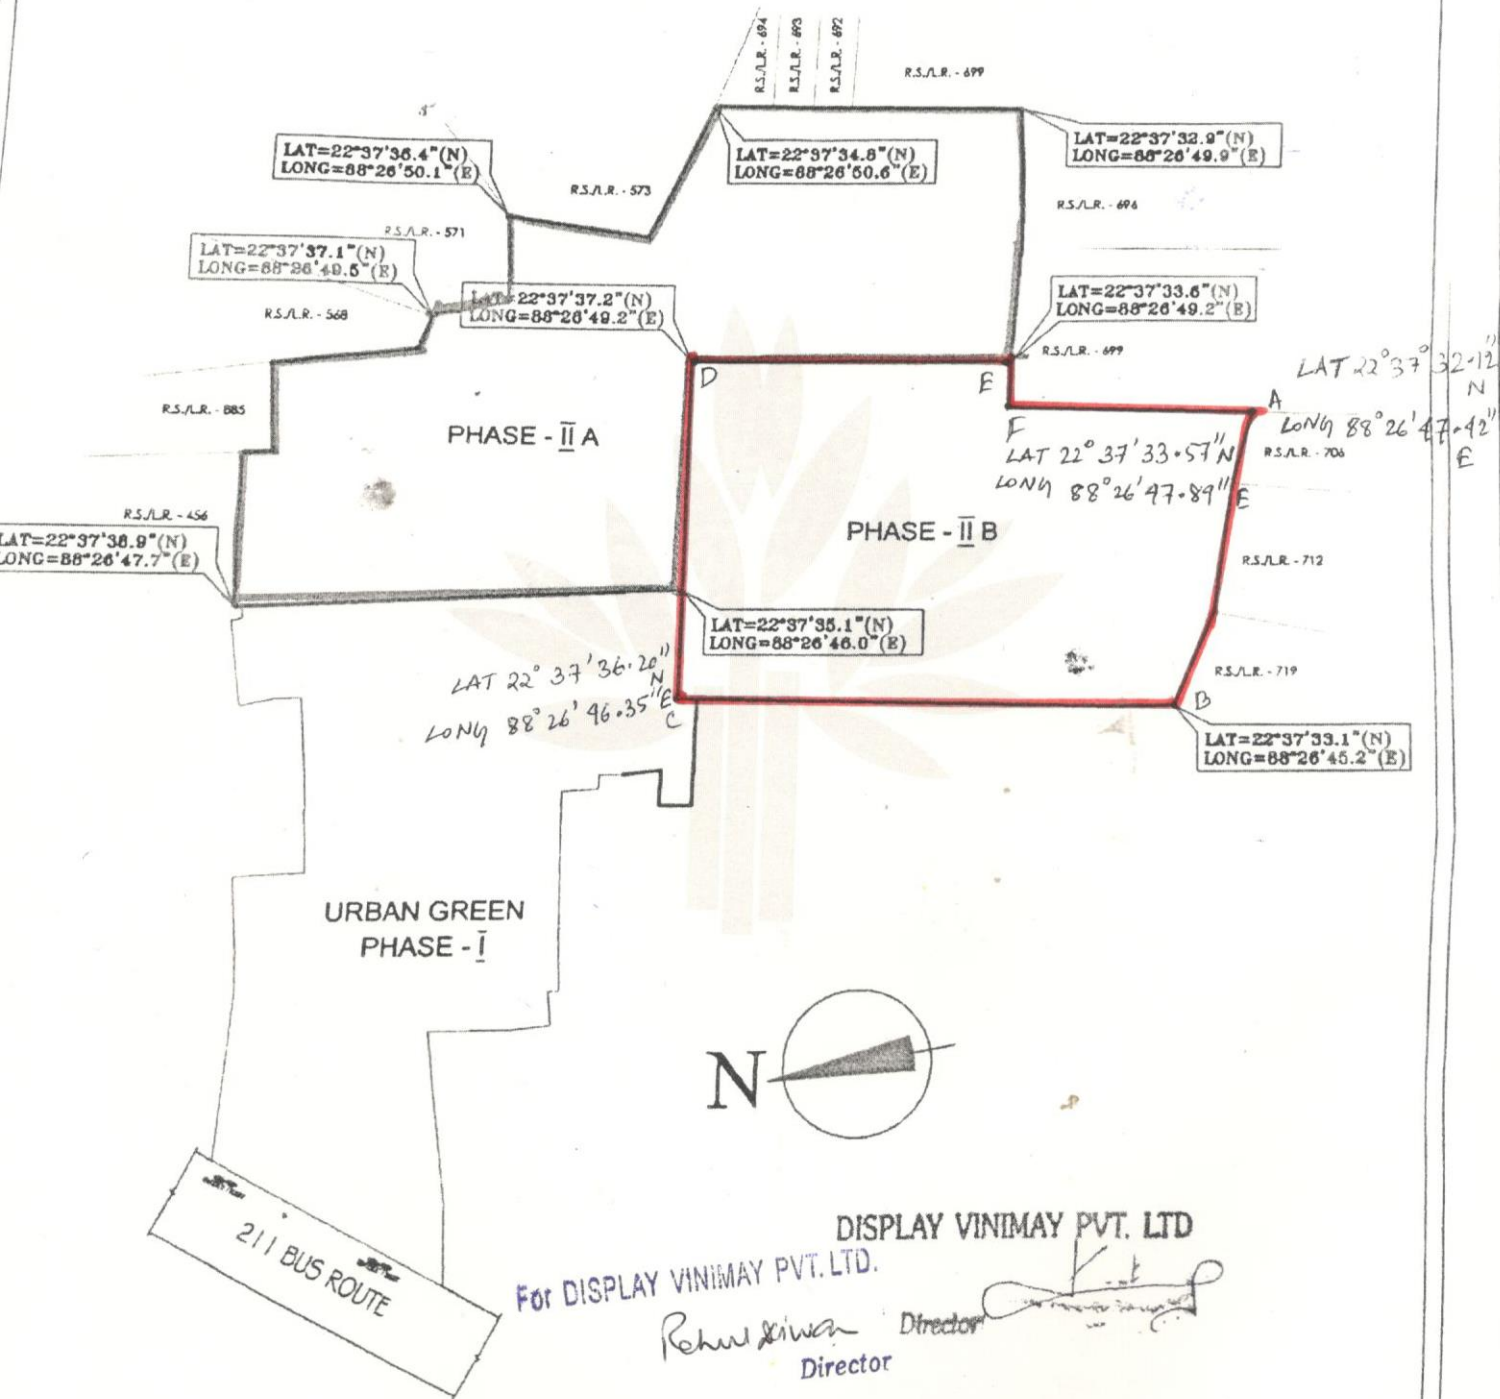 R.S./L.R. - 694
R.S./L.R. - 693
R.S./L.R. - 692
R.S./L.R. - 699
LAT=22°37'36.4"(N)
LONG=88°26'50.1"(E)
LAT=22°37'34.8"(N)
LONG=88°26'50.6"(E)
LAT=22°37'32.9"(N)
LONG=88°26'49.9"(E)
R.S./L.R. - 573
R.S./L.R. - 696
R.S./L.R. - 571
LAT=22°37'37.1"(N)
LONG=88°26'49.5"(E)
LAT=22°37'37.2"(N)
LONG=88°26'49.2"(E)
LAT=22°37'33.6"(N)
LONG=88°26'49.2"(E)
R.S./L.R. - 568
R.S./L.R. - 699
LAT 22°37°32.12"
N
D
E
A
LONG 88°26'47.42"
E
R.S./L.R. - 885
PHASE - II A
F
LAT 22°37'33.57"N
LONG 88°26'47.89"
E
R.S./L.R. - 706
R.S./L.R. - 456
LAT=22°37'38.9"(N)
LONG=88°26'47.7"(E)
PHASE - II B
R.S./L.R. - 712
LAT=22°37'35.1"(N)
LONG=88°26'46.0"(E)
LAT 22°37'36.20"
N
LONG 88°26'46.35"E
C
R.S./L.R. - 719
B
LAT=22°37'33.1"(N)
LONG=88°26'45.2"(E)
URBAN GREEN
PHASE - I
N
211 BUS ROUTE
DISPLAY VINIMAY PVT. LTD
For DISPLAY VINIMAY PVT. LTD.
Director
Director